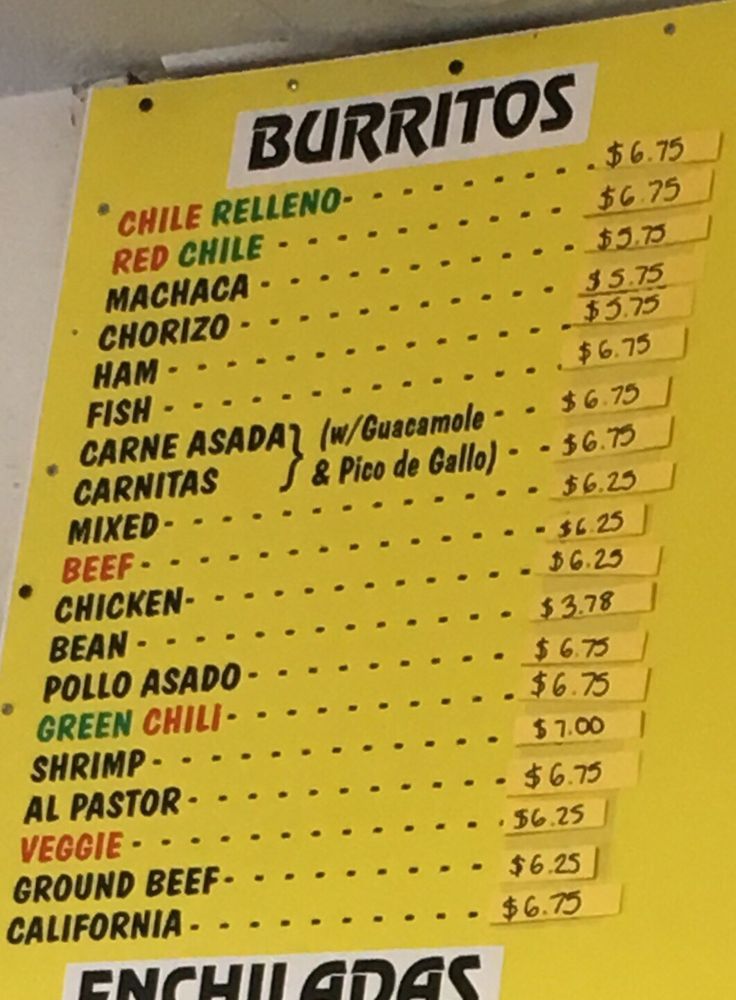 BURRITOS
CHILE RELLENO - - - - - - - . $6.75
RED CHILE - - - - - - - - $6.75
MACHACA - - - - - - - - - $5.75
CHORIZO - - - - - - - - - $5.75
HAM - - - - - - - - - - - $5.75
FISH - - - - - - - - - - - $6.75
CARNE ASADA } (w/Guacamole - - $6.75
CARNITAS & Pico de Gallo) - - $6.75
MIXED - - - - - - - - - - - $6.25
BEEF - - - - - - - - - - - $6.25
CHICKEN - - - - - - - - - - $6.25
BEAN - - - - - - - - - - - $3.78
POLLO ASADO - - - - - - - - $6.75
GREEN CHILI - - - - - - - - $6.75
SHRIMP - - - - - - - - - - $7.00
AL PASTOR - - - - - - - - - $6.75
VEGGIE - - - - - - - - - - - $6.25
GROUND BEEF - - - - - - - - $6.25
CALIFORNIA - - - - - - - - - $6.75
ENCHILADAS